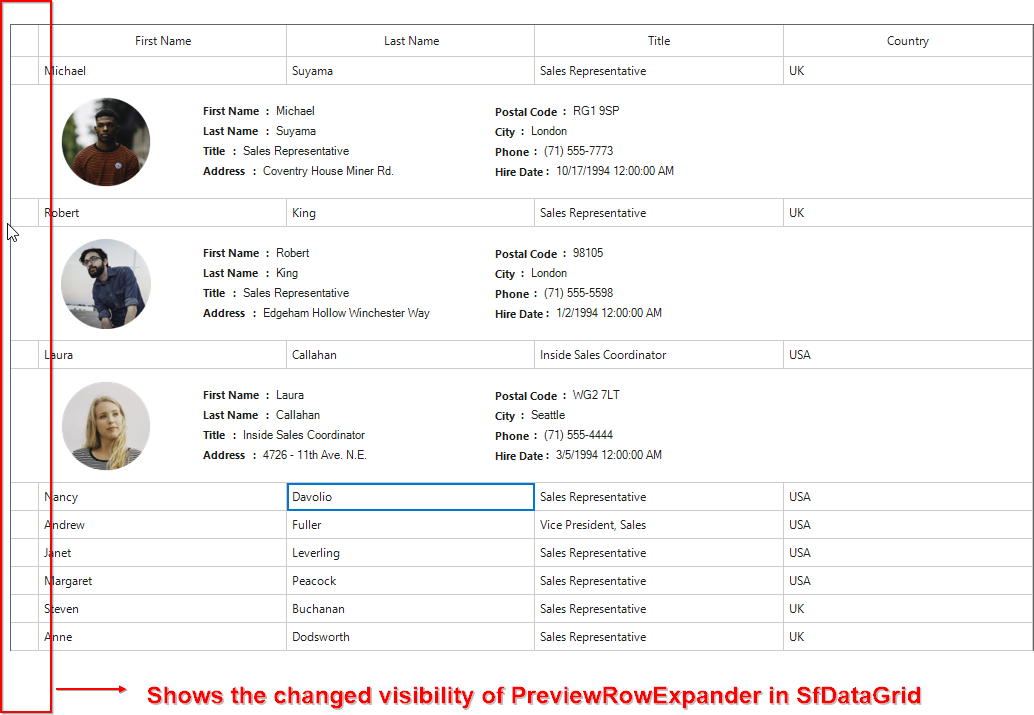 First Name Last Name Title Country
Michael Suyama Sales Representative UK
First Name : Michael Postal Code : RG1 9SP
Last Name : Suyama City : London
Title : Sales Representative Phone : (71) 555-7773
Address : Coventry House Miner Rd. Hire Date : 10/17/1994 12:00:00 AM
Robert King Sales Representative UK
First Name : Robert Postal Code : 98105
Last Name : King City : London
Title : Sales Representative Phone : (71) 555-5598
Address : Edgeham Hollow Winchester Way Hire Date : 1/2/1994 12:00:00 AM
Laura Callahan Inside Sales Coordinator USA
First Name : Laura Postal Code : WG2 7LT
Last Name : Callahan City : Seattle
Title : Inside Sales Coordinator Phone : (71) 555-4444
Address : 4726 - 11th Ave. N.E. Hire Date : 3/5/1994 12:00:00 AM
Nancy Davolio Sales Representative USA
Andrew Fuller Vice President, Sales USA
Janet Leverling Sales Representative USA
Margaret Peacock Sales Representative USA
Steven Buchanan Sales Representative UK
Anne Dodsworth Sales Representative UK
Shows the changed visibility of PreviewRowExpander in SfDataGrid